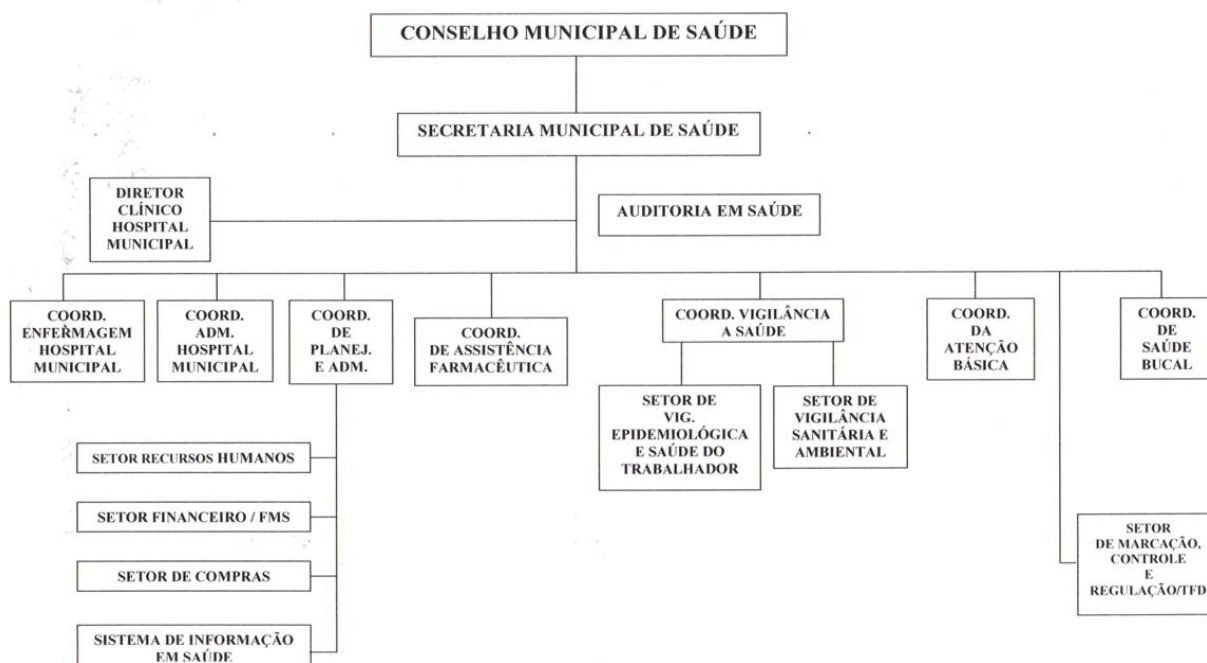 CONSELHO MUNICIPAL DE SAÚDE
SECRETARIA MUNICIPAL DE SAÚDE
DIRETOR
CLÍNICO
HOSPITAL
MUNICIPAL
AUDITORIA EM SAÚDE
COORD.
ENFERMAGEM
HOSPITAL
MUNICIPAL
COORD.
ADM.
HOSPITAL
MUNICIPAL
COORD.
DE
PLANEJ.
E ADM.
COORD.
DE ASSISTÊNCIA
FARMACÊUTICA
COORD. VIGILÂNCIA
A SAÚDE
COORD.
DA
ATENÇÃO
BÁSICA
COORD.
DE
SAÚDE
BUCAL
SETOR DE
VIG.
EPIDEMIOLÓGICA
E SAÚDE DO
TRABALHADOR
SETOR DE
VIGILÂNCIA
SANITÁRIA E
AMBIENTAL
SETOR RECURSOS HUMANOS
SETOR FINANCEIRO / FMS
SETOR DE COMPRAS
SISTEMA DE INFORMAÇÃO
EM SAÚDE
SETOR
DE MARCAÇÃO,
CONTROLE
E
REGULAÇÃO/TFD